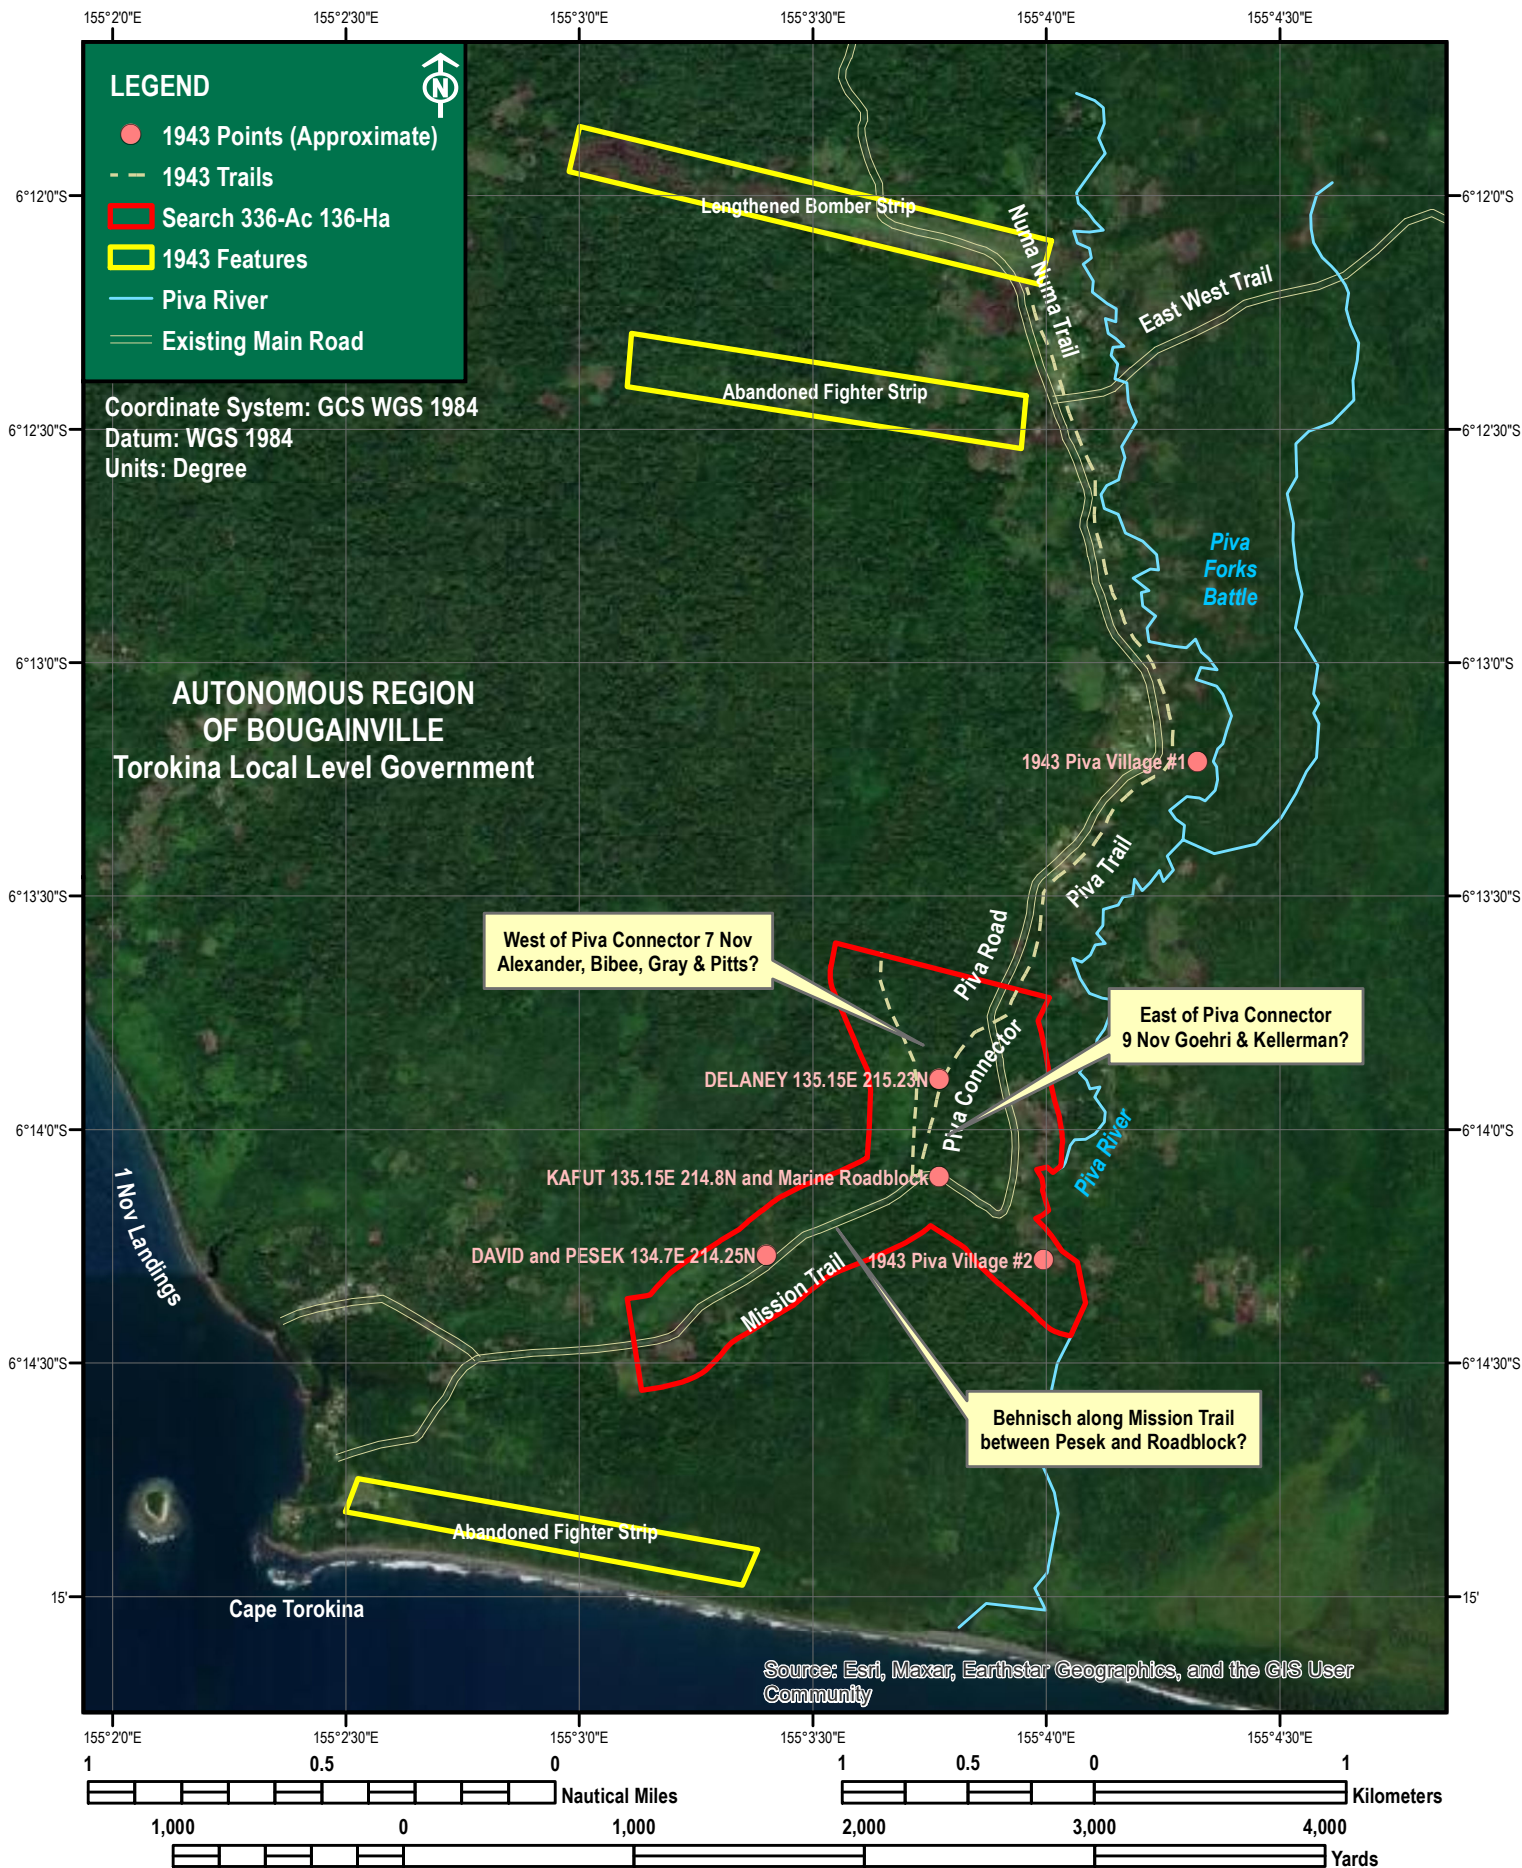 155°2'0"E
155°2'30"E
155°3'0"E
155°3'30"E
155°4'0"E
155°4'30"E
LEGEND
N
1943 Points (Approximate)
1943 Trails
Search 336-Ac 136-Ha
1943 Features
Piva River
Existing Main Road
Coordinate System: GCS WGS 1984
Datum: WGS 1984
Units: Degree
6°12'0"S
6°12'0"S
6°12'30"S
6°12'30"S
6°13'0"S
6°13'0"S
6°13'30"S
6°13'30"S
6°14'0"S
6°14'0"S
6°14'30"S
6°14'30"S
15'
15'
Lengthened Bomber Strip
Numa Numa Trail
East West Trail
Abandoned Fighter Strip
Piva
Forks
Battle
AUTONOMOUS REGION
OF BOUGAINVILLE
Torokina Local Level Government
1943 Piva Village #1
Piva Trail
Piva Road
West of Piva Connector 7 Nov
Alexander, Bibee, Gray & Pitts?
East of Piva Connector
9 Nov Goehri & Kellerman?
Piva Connector
DELANEY 135.15E 215.23N
Piva River
KAFUT 135.15E 214.8N and Marine Roadblock
1 Nov Landings
DAVID and PESEK 134.7E 214.25N
1943 Piva Village #2
Mission Trail
Behnisch along Mission Trail
between Pesek and Roadblock?
Abandoned Fighter Strip
Cape Torokina
Source: Esri, Maxar, Earthstar Geographics, and the GIS User
Community
155°2'0"E
155°2'30"E
155°3'0"E
155°3'30"E
155°4'0"E
155°4'30"E
1 0.5 0
Nautical Miles
1 0.5 0 1
Kilometers
1,000 0 1,000 2,000 3,000 4,000
Yards